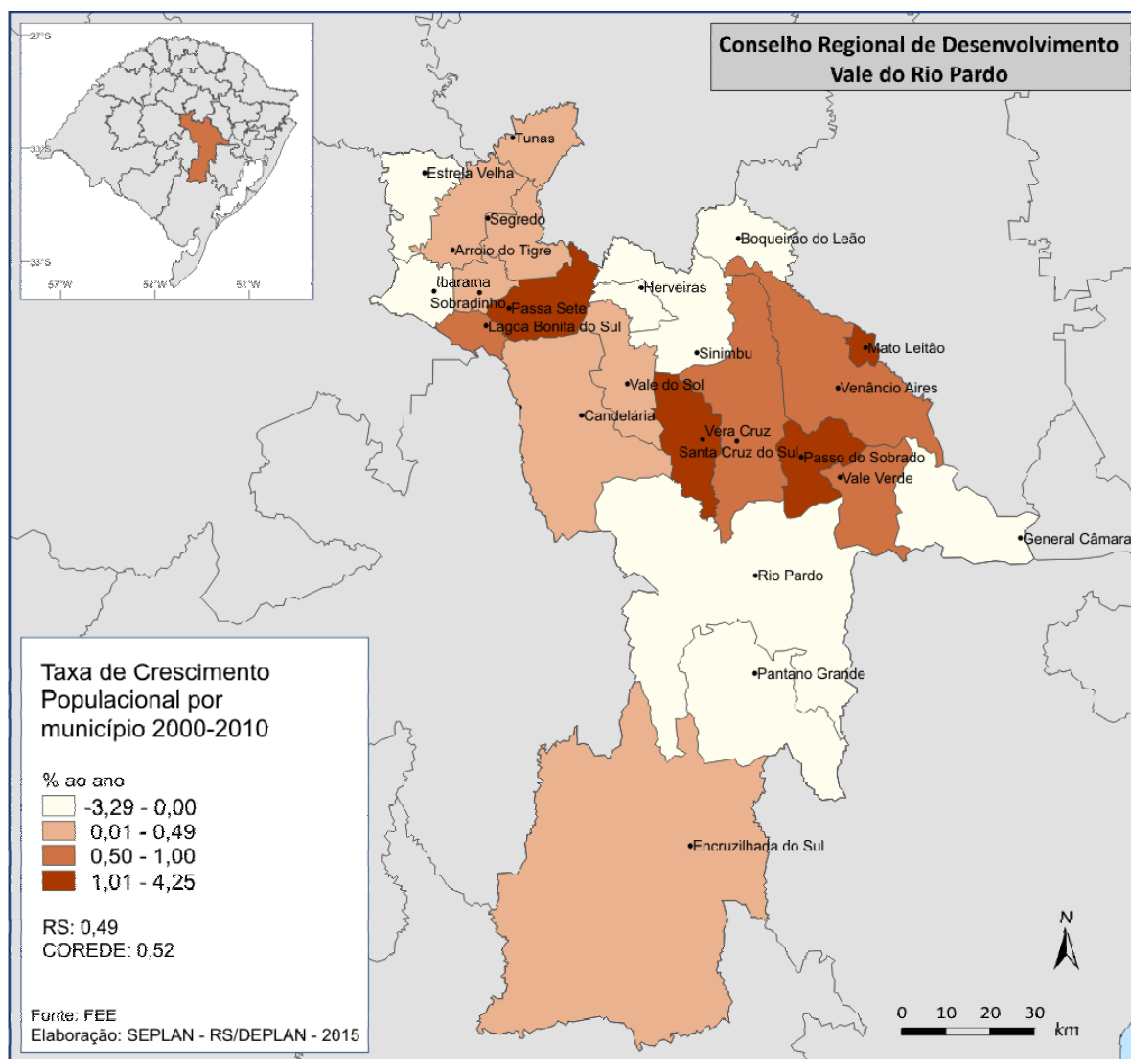 Conselho Regional de Desenvolvimento
Vale do Rio Pardo
27°S
30°S
33°S
57°W
54°W
51°W
Tunas
Estrela Velha
Segredo
Arroio do Tigre
Boqueirão do Leão
Ibarama
Sobradinho
Herveiras
Passa Sete
Lagoa Bonita do Sul
Sinimbu
Mato Leitão
Vale do Sol
Venâncio Aires
Candelária
Vera Cruz
Santa Cruz do Sul
Passo do Sobrado
Vale Verde
General Câmara
Rio Pardo
Pantano Grande
Encruzilhada do Sul
Taxa de Crescimento
Populacional por
município 2000-2010
% ao ano
-3,29 - 0,00
0,01 - 0,49
0,50 - 1,00
1,01 - 4,25
RS: 0,49
COREDE: 0,52
Fonte: FEE
Elaboração: SEPLAN - RS/DEPLAN - 2015
N
0 10 20 30
km